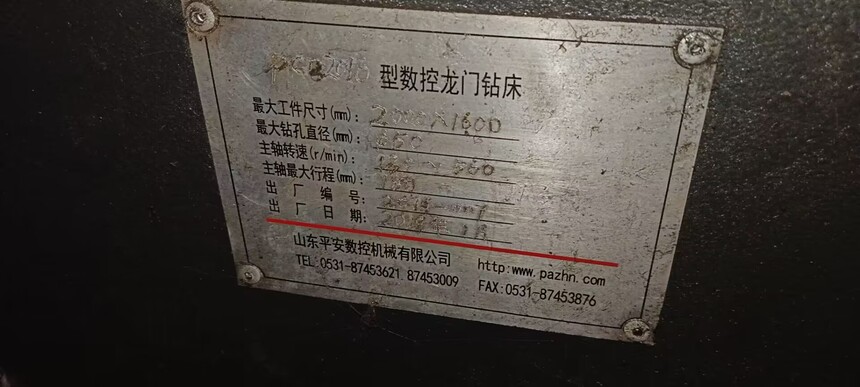 型数控龙门钻床
最大工件尺寸(mm):
最大钻孔直径(mm):
主轴转速(r/min):
主轴最大行程(mm):
出 厂 编 号:
出 厂 日 期:
山东平安数控机械有限公司 http:www.pazhn.com
TEL:0531-87453621 87453009 FAX:0531-87453876